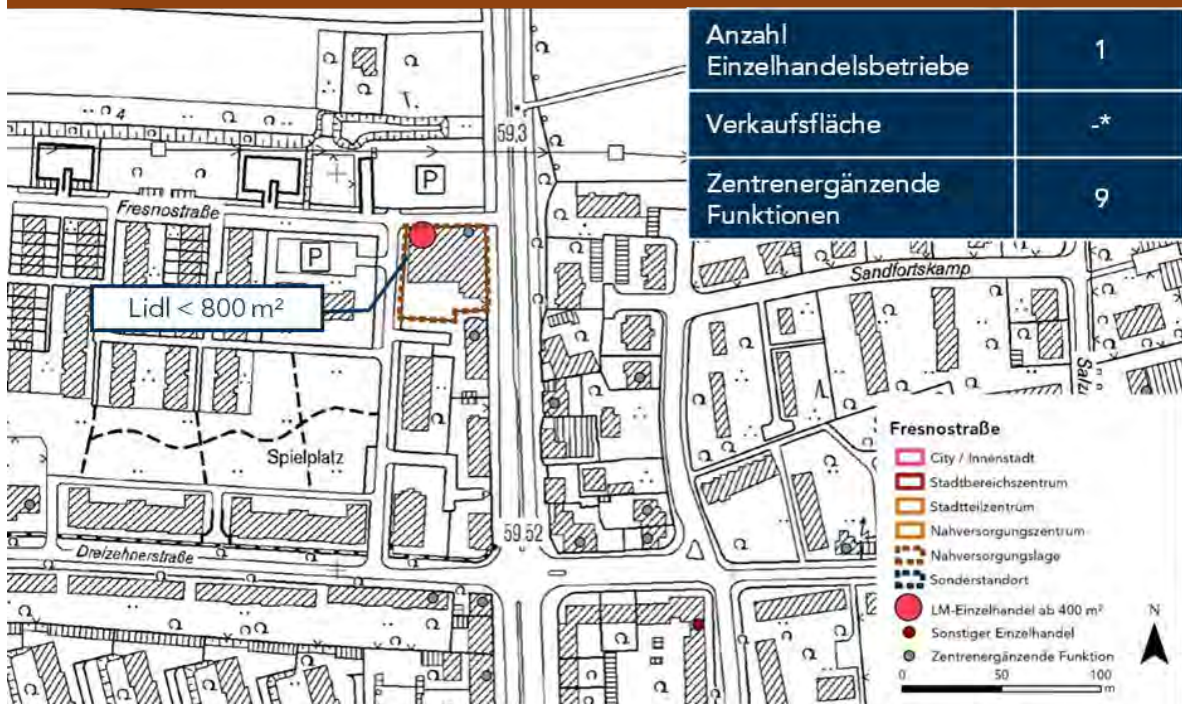 Anzahl
Einzelhandelsbetriebe
1
Verkaufsfläche
-*
Zentrenergänzende
Funktionen
9
4
59,3
P
Fresnostraße
P
Sandfortskamp
Lidl < 800 m²
Salz
Spielplatz
59 52
Dreizehnerstraße
Fresnostraße
City / Innenstadt
Stadtbereichszentrum
Stadtteilzentrum
Nahversorgungszentrum
Nahversorgungslage
Sonderstandort
LM-Einzelhandel ab 400 m²
Sonstiger Einzelhandel
Zentrenergänzende Funktion
N
0 50 100
m